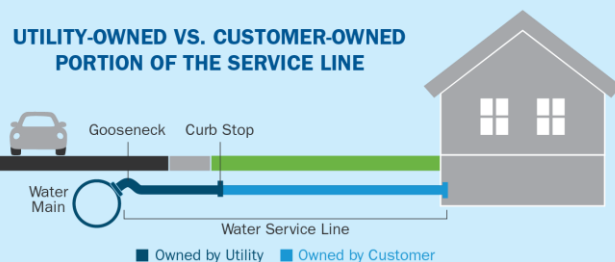 UTILITY-OWNED VS. CUSTOMER-OWNED
PORTION OF THE SERVICE LINE
Gooseneck
Curb Stop
Water
Main
Water Service Line
Owned by Utility
Owned by Customer